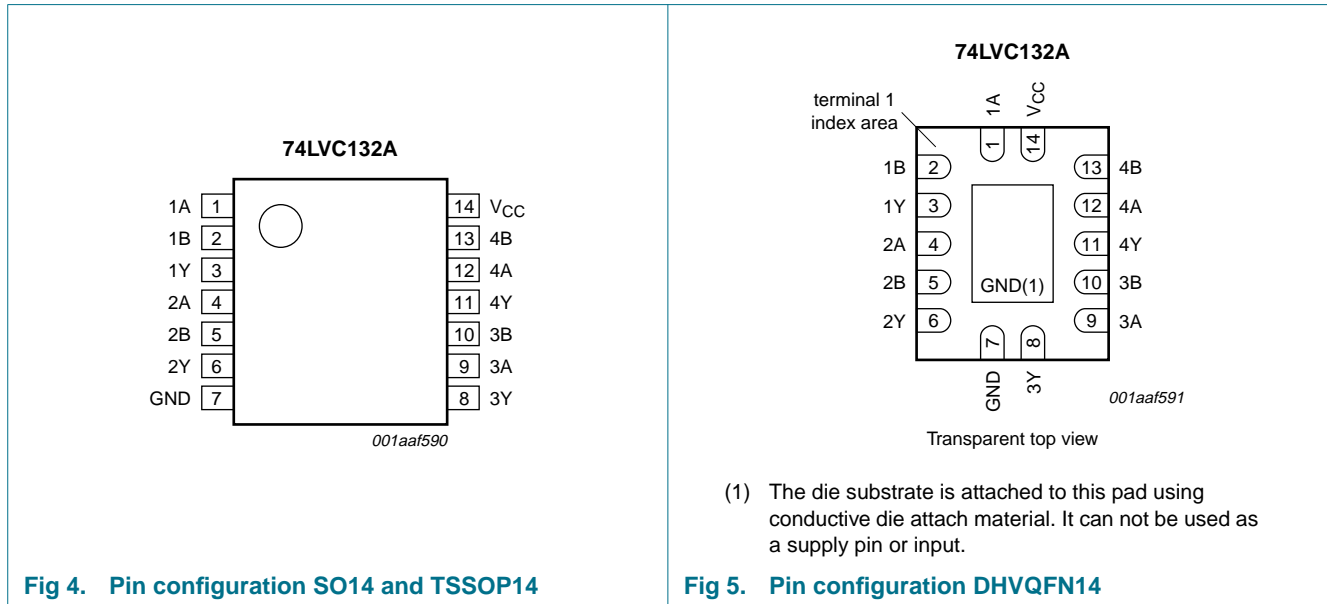 74LVC132A
1A 1 14 VCC
1B 2 13 4B
1Y 3 12 4A
2A 4 11 4Y
2B 5 10 3B
2Y 6 9 3A
GND 7 8 3Y
001aaf590
Fig 4. Pin configuration SO14 and TSSOP14
74LVC132A
terminal 1
index area
1A VCC
1 14
1B 2 13 4B
1Y 3 12 4A
2A 4 11 4Y
2B 5 GND(1) 10 3B
2Y 6 9 3A
7 8
GND 3Y
001aaf591
Transparent top view
(1) The die substrate is attached to this pad using
conductive die attach material. It can not be used as
a supply pin or input.
Fig 5. Pin configuration DHVQFN14